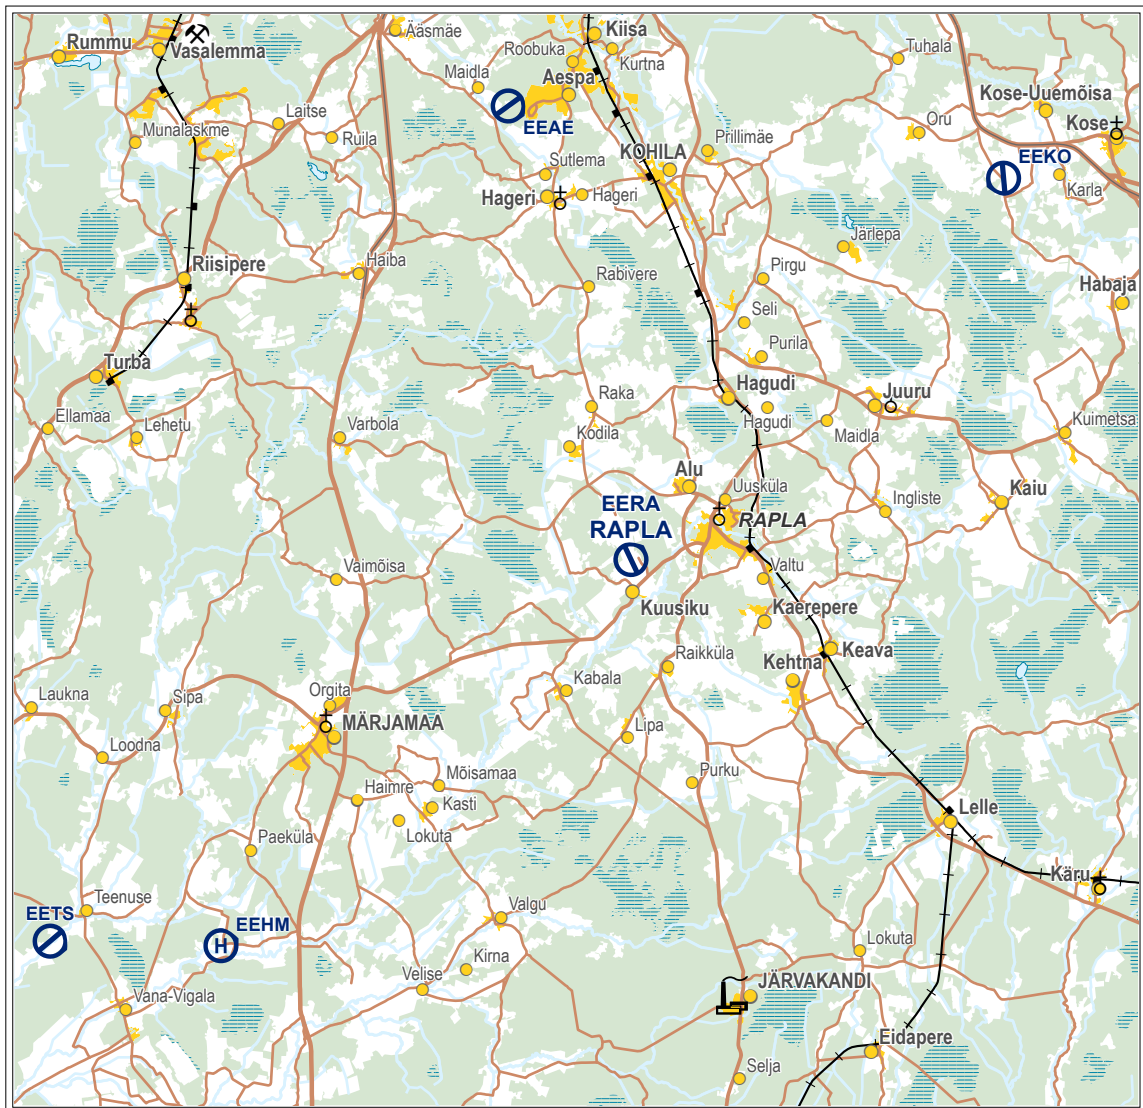 Ääsmäe
Kiisa
Rummu
Vasalemma
Roobuka
Kurtna
Tuhala
Maidla
Aespa
Kose-Uuemõisa
EEAE
Laitse
Munalaskme
Ruila
Prillimäe
Oru
Kose
Sutlema
KOHILA
EEKO
Hageri
Hageri
Karla
Järlepa
Riisipere
Haiba
Rabivere
Pirgu
Habaja
Seli
Turba
Purila
Hagudi
Juuru
Ellamaa
Lehetu
Varbola
Raka
Hagudi
Maidla
Kuimetsa
Kodila
Alu
Uusküla
Ingliste
Kaiu
EERA
RAPLA
RAPLA
Vaimõisa
Valtu
Kuusiku
Kaerepere
Keava
Raikküla
Kehtna
Laukna
Sipa
Orgita
Kabala
MÄRJAMAA
Lipa
Loodna
Mõisamaa
Purku
Haimre
Kasti
Lelle
Lokuta
Paeküla
Käru
Teenuse
Valgu
EETS
EEHM
H
Lokuta
Kirna
Velise
JÄRVAKANDI
Vana-Vigala
Eidapere
Selja